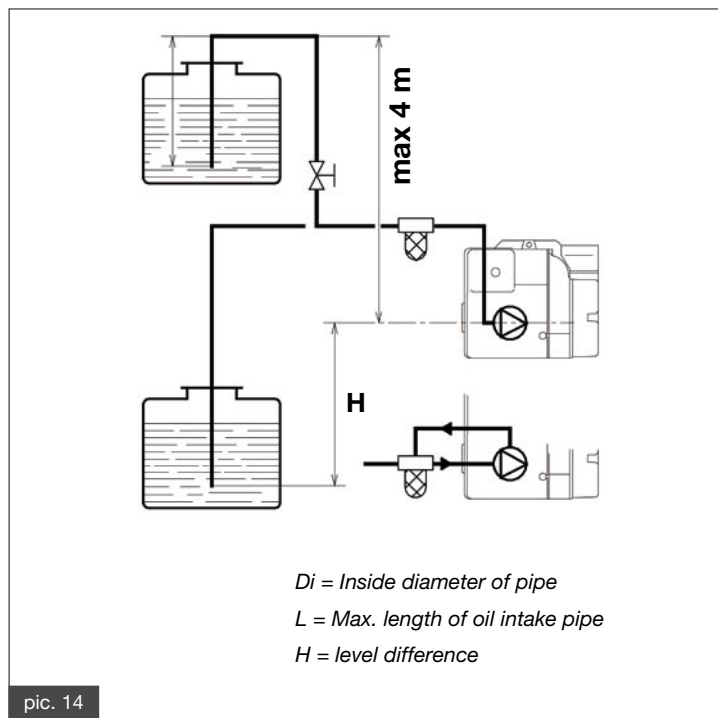 max 4 m
H
Di = Inside diameter of pipe
L = Max. length of oil intake pipe
H = level difference
pic. 14